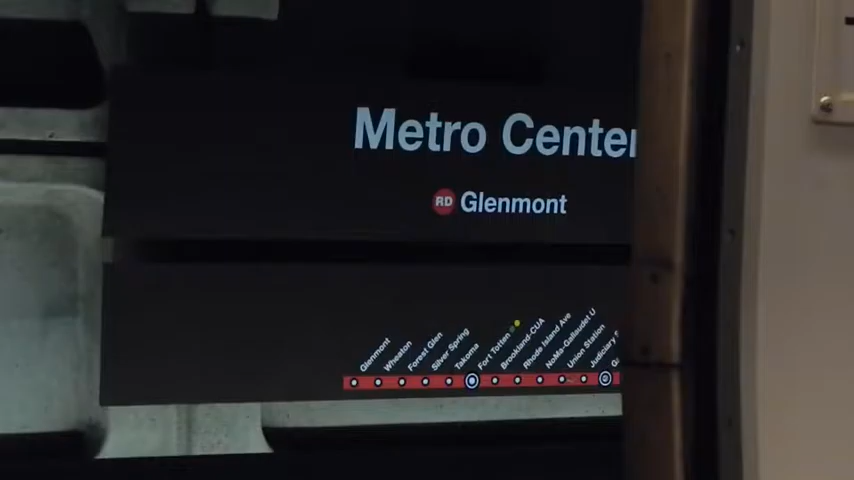 Metro Center
RD Glenmont
Glenmont
Wheaton
Forest Glen
Silver Spring
Takoma
Fort Totten
Brookland-CUA
Rhode Island Ave
NoMa-Gallaudet U
Union Station
Judiciary